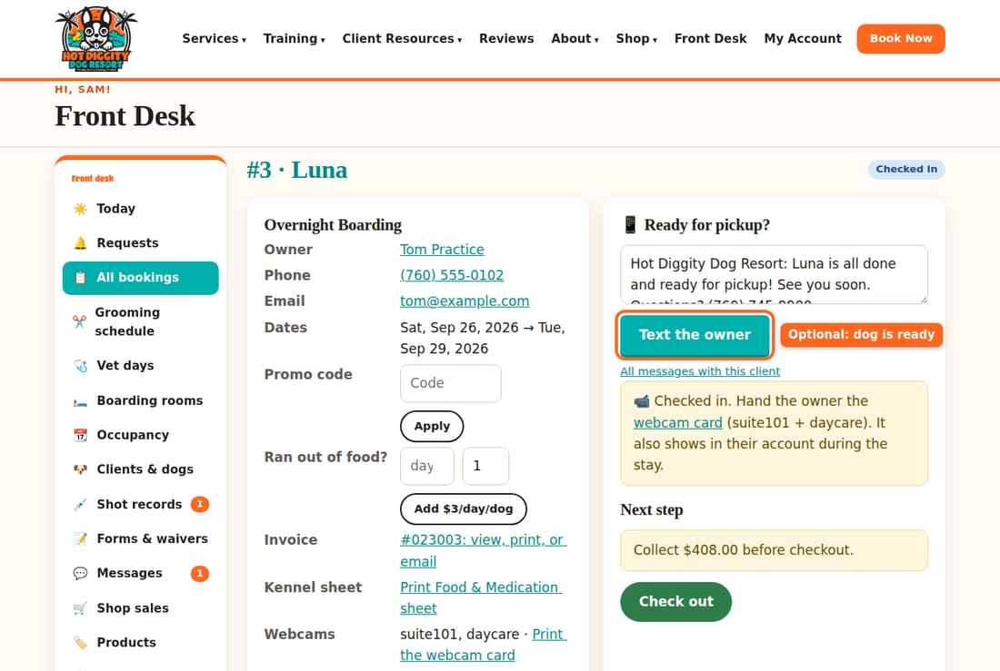 HOT DIGGITY
DOG RESORT
Services ▾
Training ▾
Client Resources ▾
Reviews
About ▾
Shop ▾
Front Desk
My Account
Book Now
HI, SAM!
Front Desk
Front desk
Today
Requests
All bookings
Grooming
schedule
Vet days
Boarding rooms
Occupancy
Clients & dogs
Shot records 1
Forms & waivers
Messages 1
Shop sales
Products
#3 · Luna
Checked in
Overnight Boarding
Owner Tom Practice
Phone (760) 555-0102
Email tom@example.com
Dates Sat, Sep 26, 2026 → Tue,
Sep 29, 2026
Promo code Code
Apply
Ran out of food? day 1
Add $3/day/dog
Invoice #023003: view, print, or
email
Kennel sheet Print Food & Medication
sheet
Webcams suite101, daycare · Print
the webcam card
Ready for pickup?
Hot Diggity Dog Resort: Luna is all done
and ready for pickup! See you soon.
Text the owner
Optional: dog is ready
All messages with this client
Checked in. Hand the owner the
webcam card (suite101 + daycare). It
also shows in their account during the
stay.
Next step
Collect $408.00 before checkout.
Check out